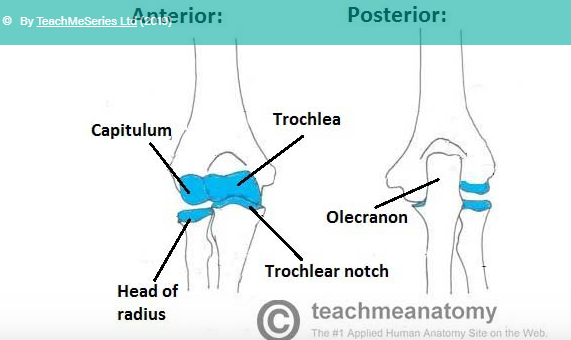 © By TeachMeSeries Ltd (2019)
Anterior:
Posterior:
Capitulum
Trochlea
Olecranon
Trochlear notch
Head of
radius
© teachmeanatomy
The #1 Applied Human Anatomy Site on the Web.